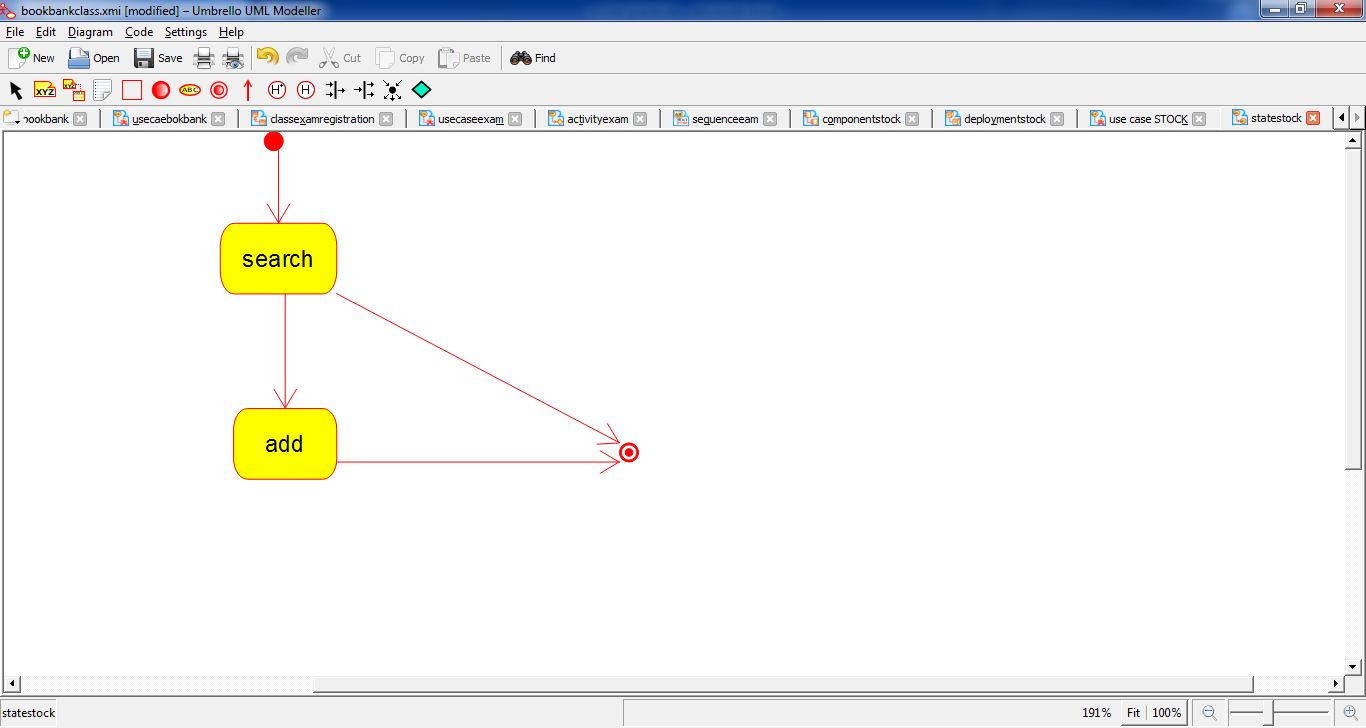 bookbankclass.xmi [modified] – Umbrello UML Modeller
File Edit Diagram Code Settings Help
New Open Save Cut Copy Paste Find
XYZ XYZ ABC H* H
bookbank usecaebokbank classexamregistration usecaseexam activityexam sequenceeam componentstock deploymentstock use case STOCK statestock
search
add
statestock 191% Fit 100%